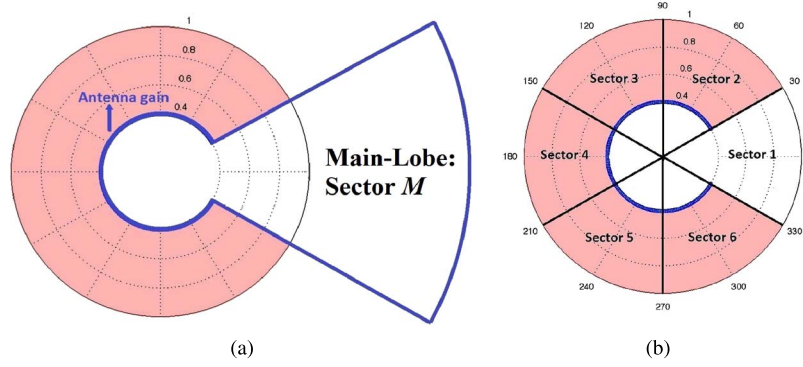 1
0.8
0.6
0.4
Antenna gain
Main-Lobe:
Sector M
(a)
90
120
60
1
0.8
150
30
Sector 3
0.6
Sector 2
0.4
180
Sector 4
Sector 1
0
210
330
Sector 5
Sector 6
240
300
270
(b)